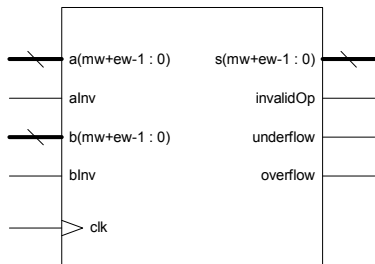 a(mw+ew-1 : 0) s(mw+ew-1 : 0)
aInv invalidOp
b(mw+ew-1 : 0) underflow
bInv overflow
clk